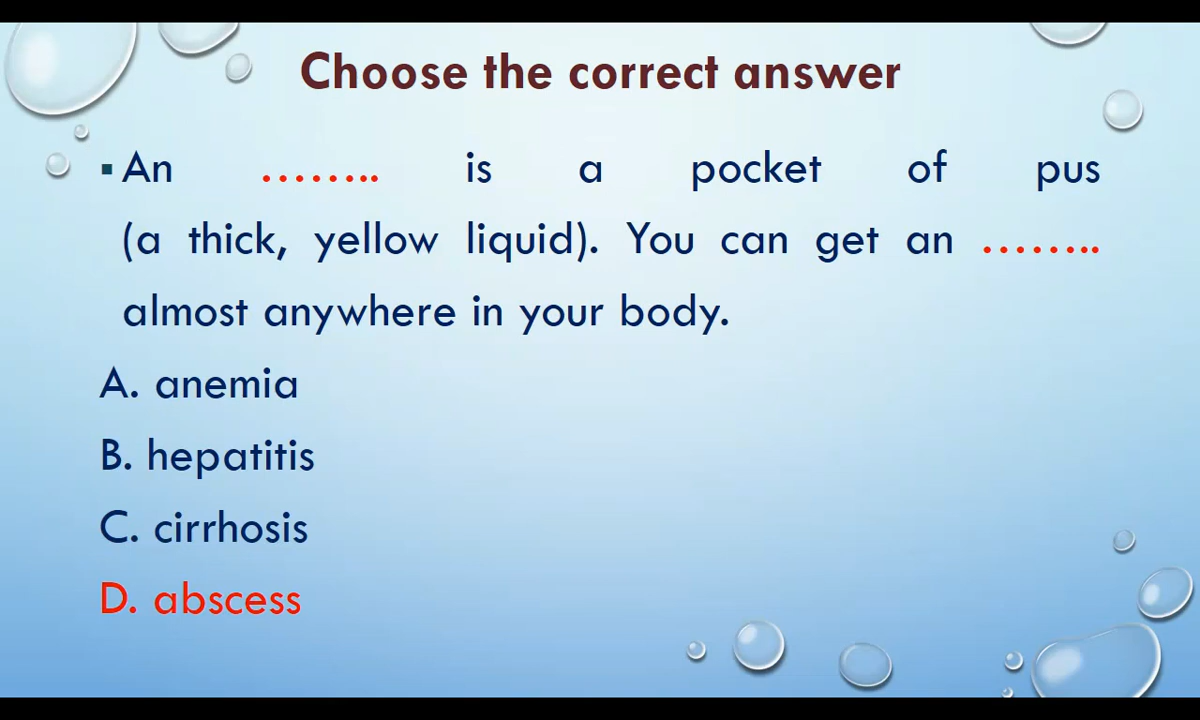 Choose the correct answer
▪ An …….. is a pocket of pus
(a thick, yellow liquid). You can get an ……..
almost anywhere in your body.
A. anemia
B. hepatitis
C. cirrhosis
D. abscess